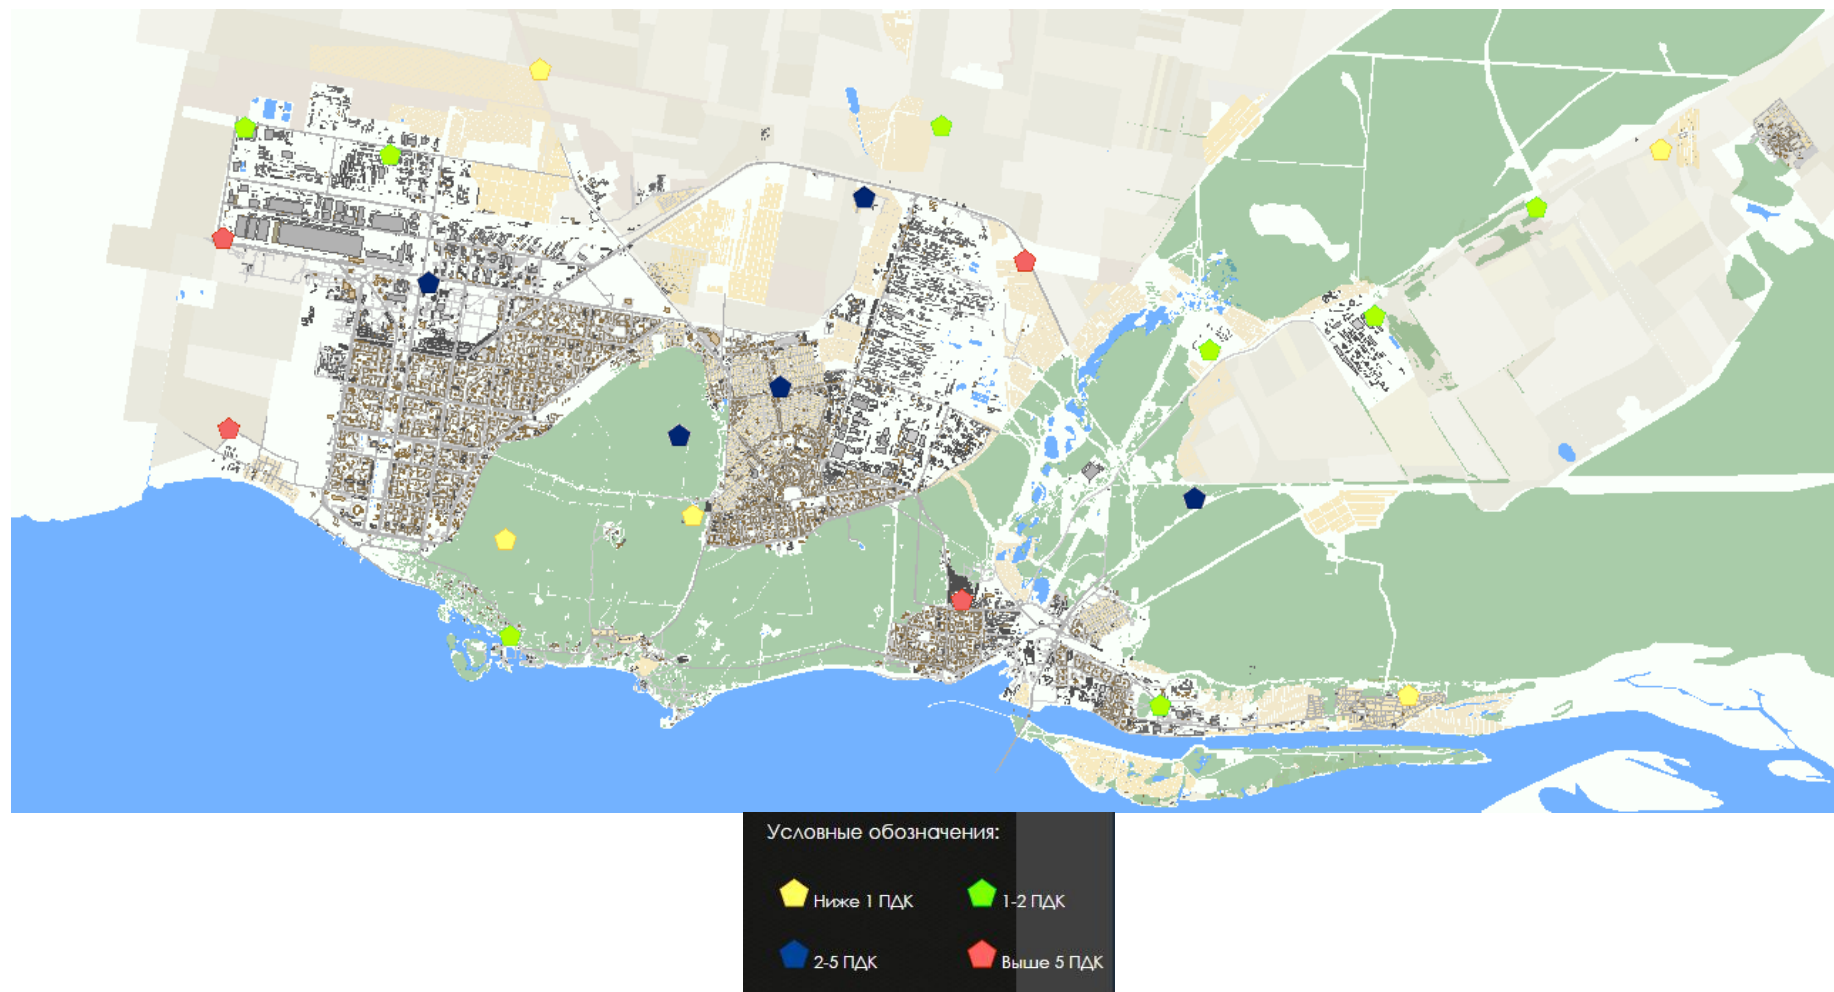 Условные обозначения:
Ниже 1 ПДК
1-2 ПДК
2-5 ПДК
Выше 5 ПДК